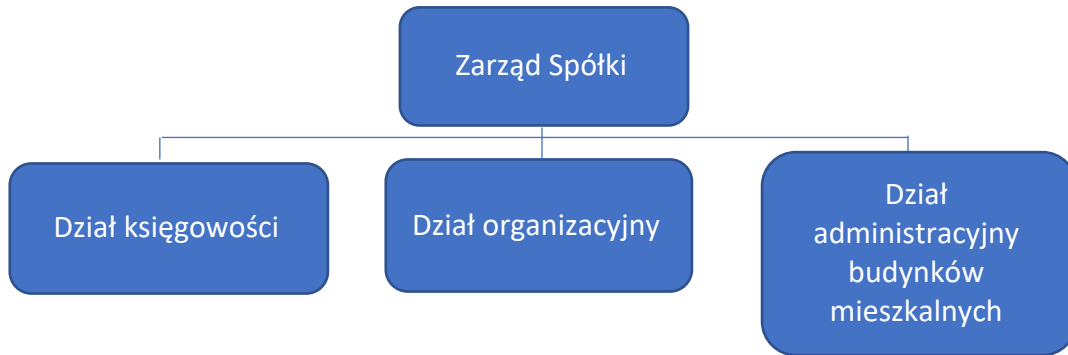 Zarząd Spółki
Dział księgowości
Dział organizacyjny
Dział
administracyjny
budynków
mieszkalnych